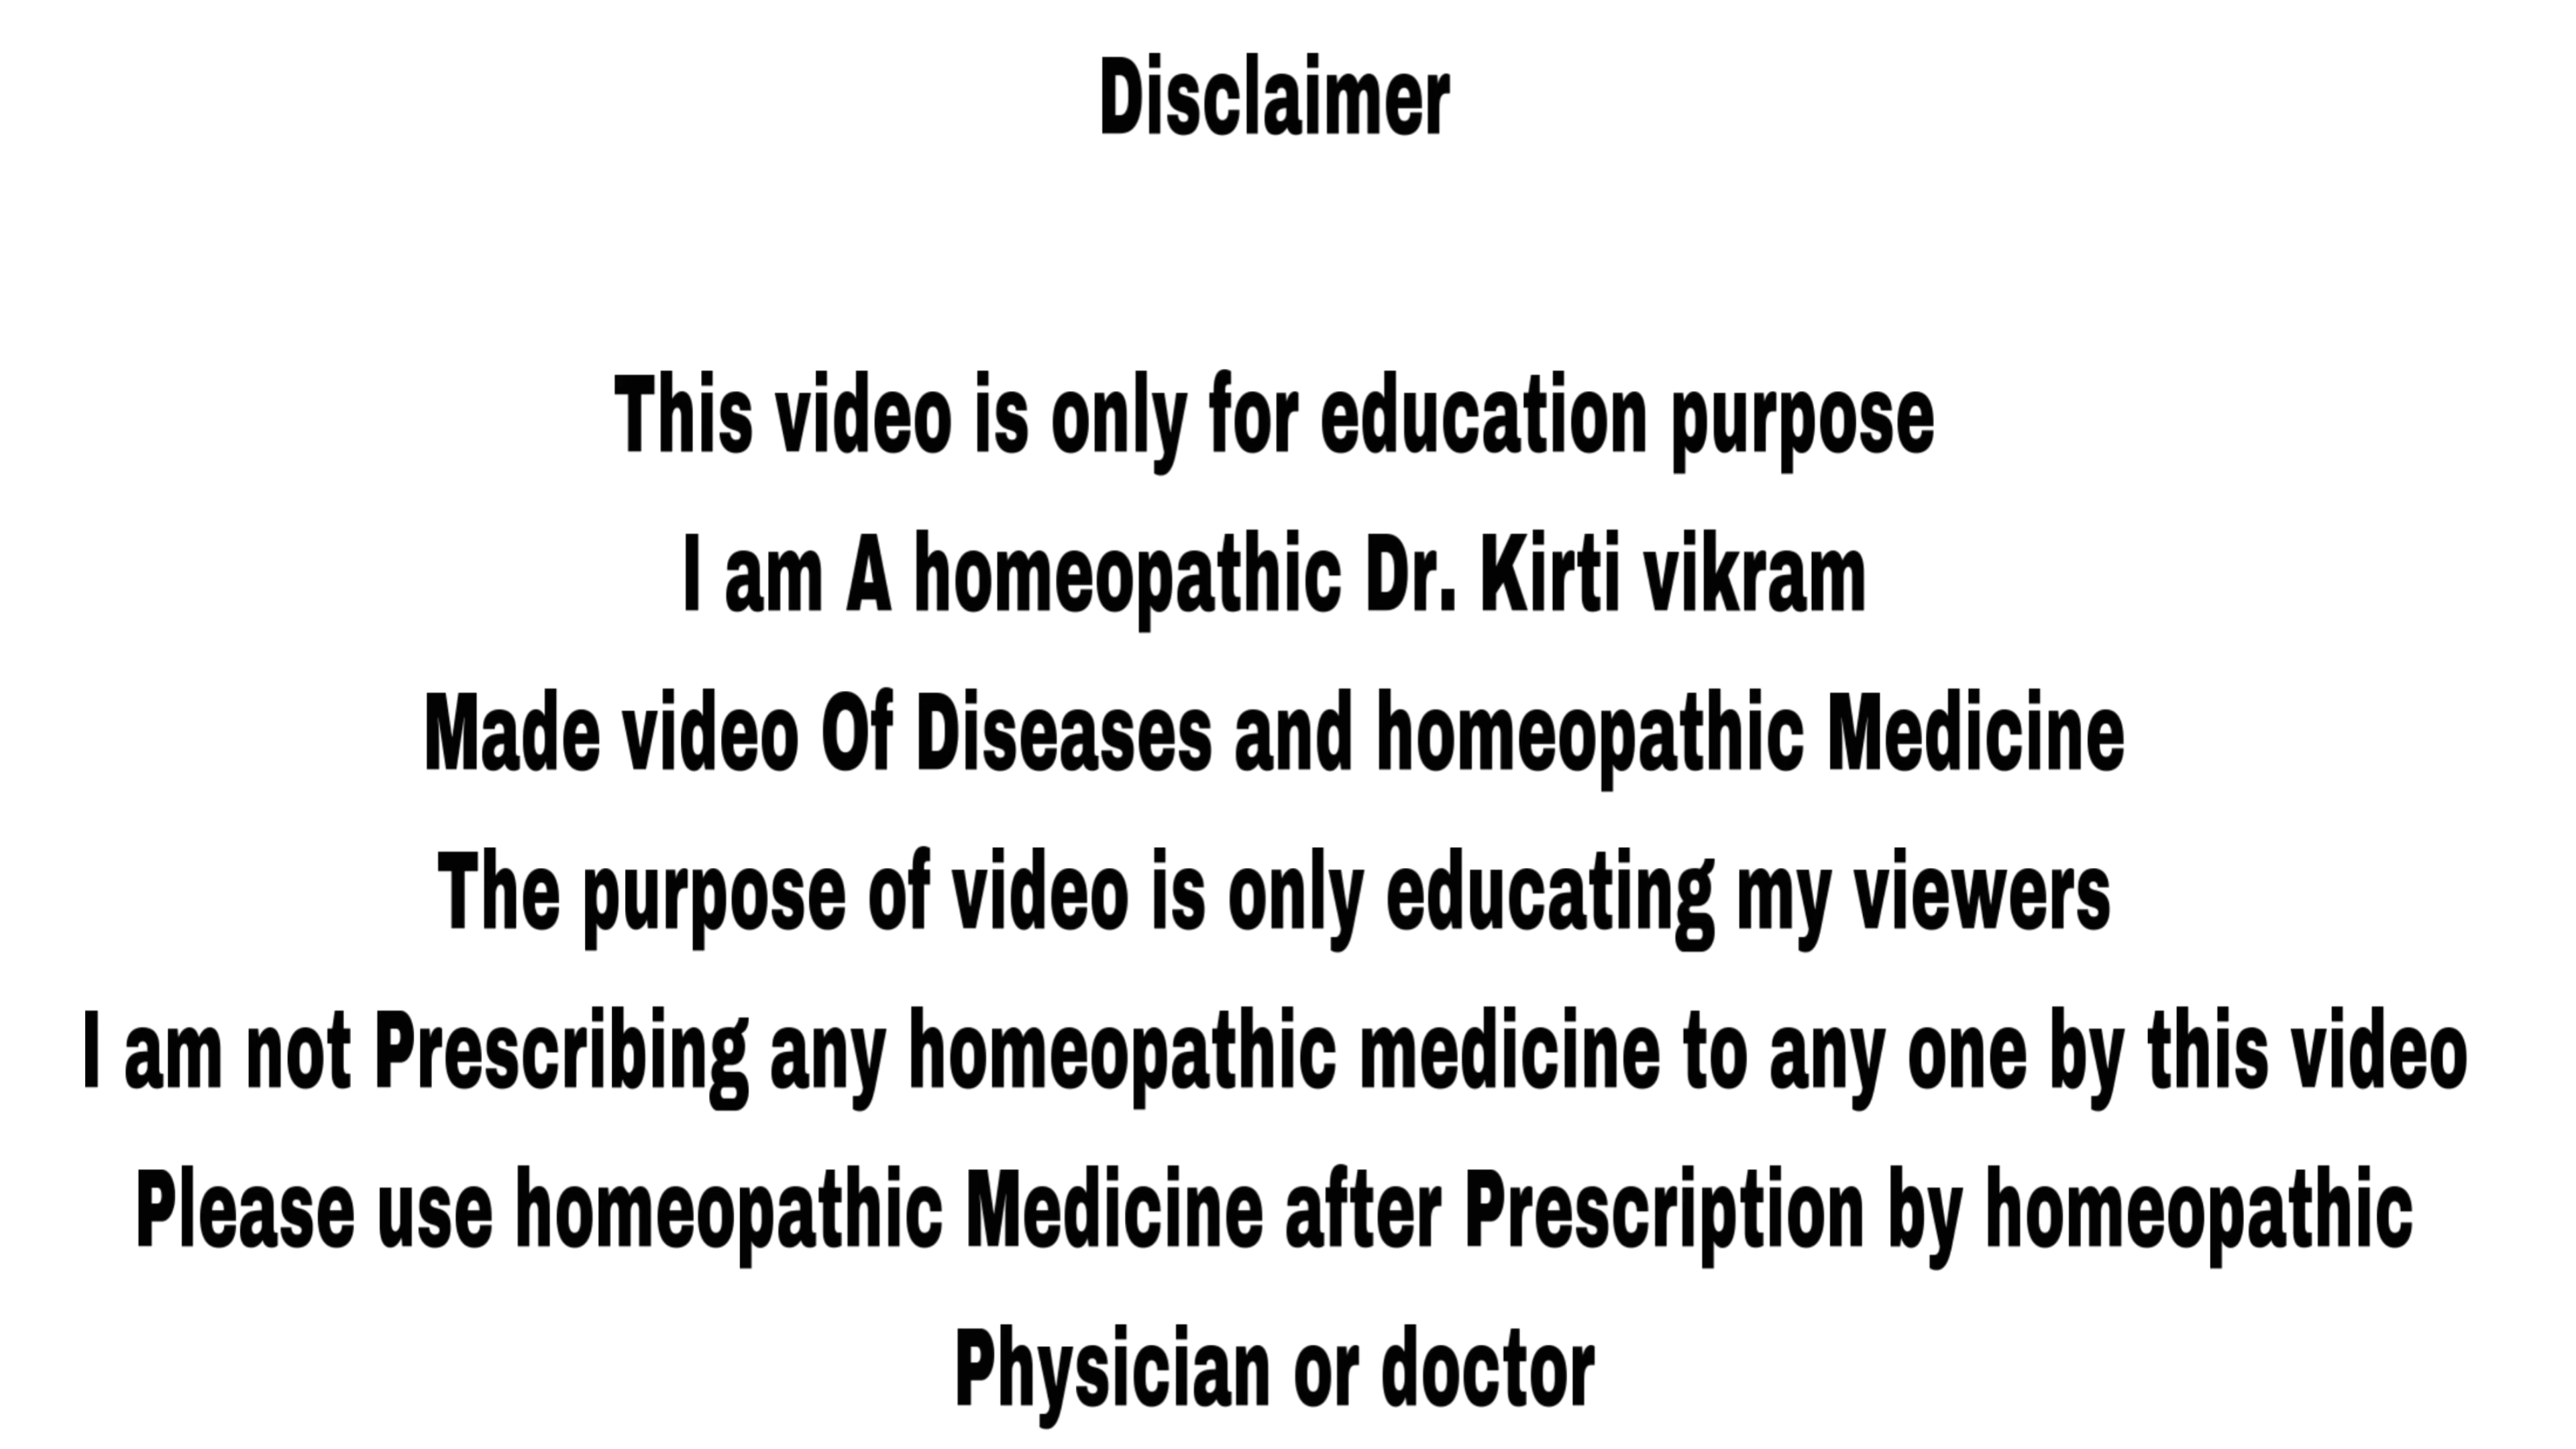 Disclaimer
This video is only for education purpose
I am A homeopathic Dr. Kirti vikram
Made video Of Diseases and homeopathic Medicine
The purpose of video is only educating my viewers
I am not Prescribing any homeopathic medicine to any one by this video
Please use homeopathic Medicine after Prescription by homeopathic
Physician or doctor